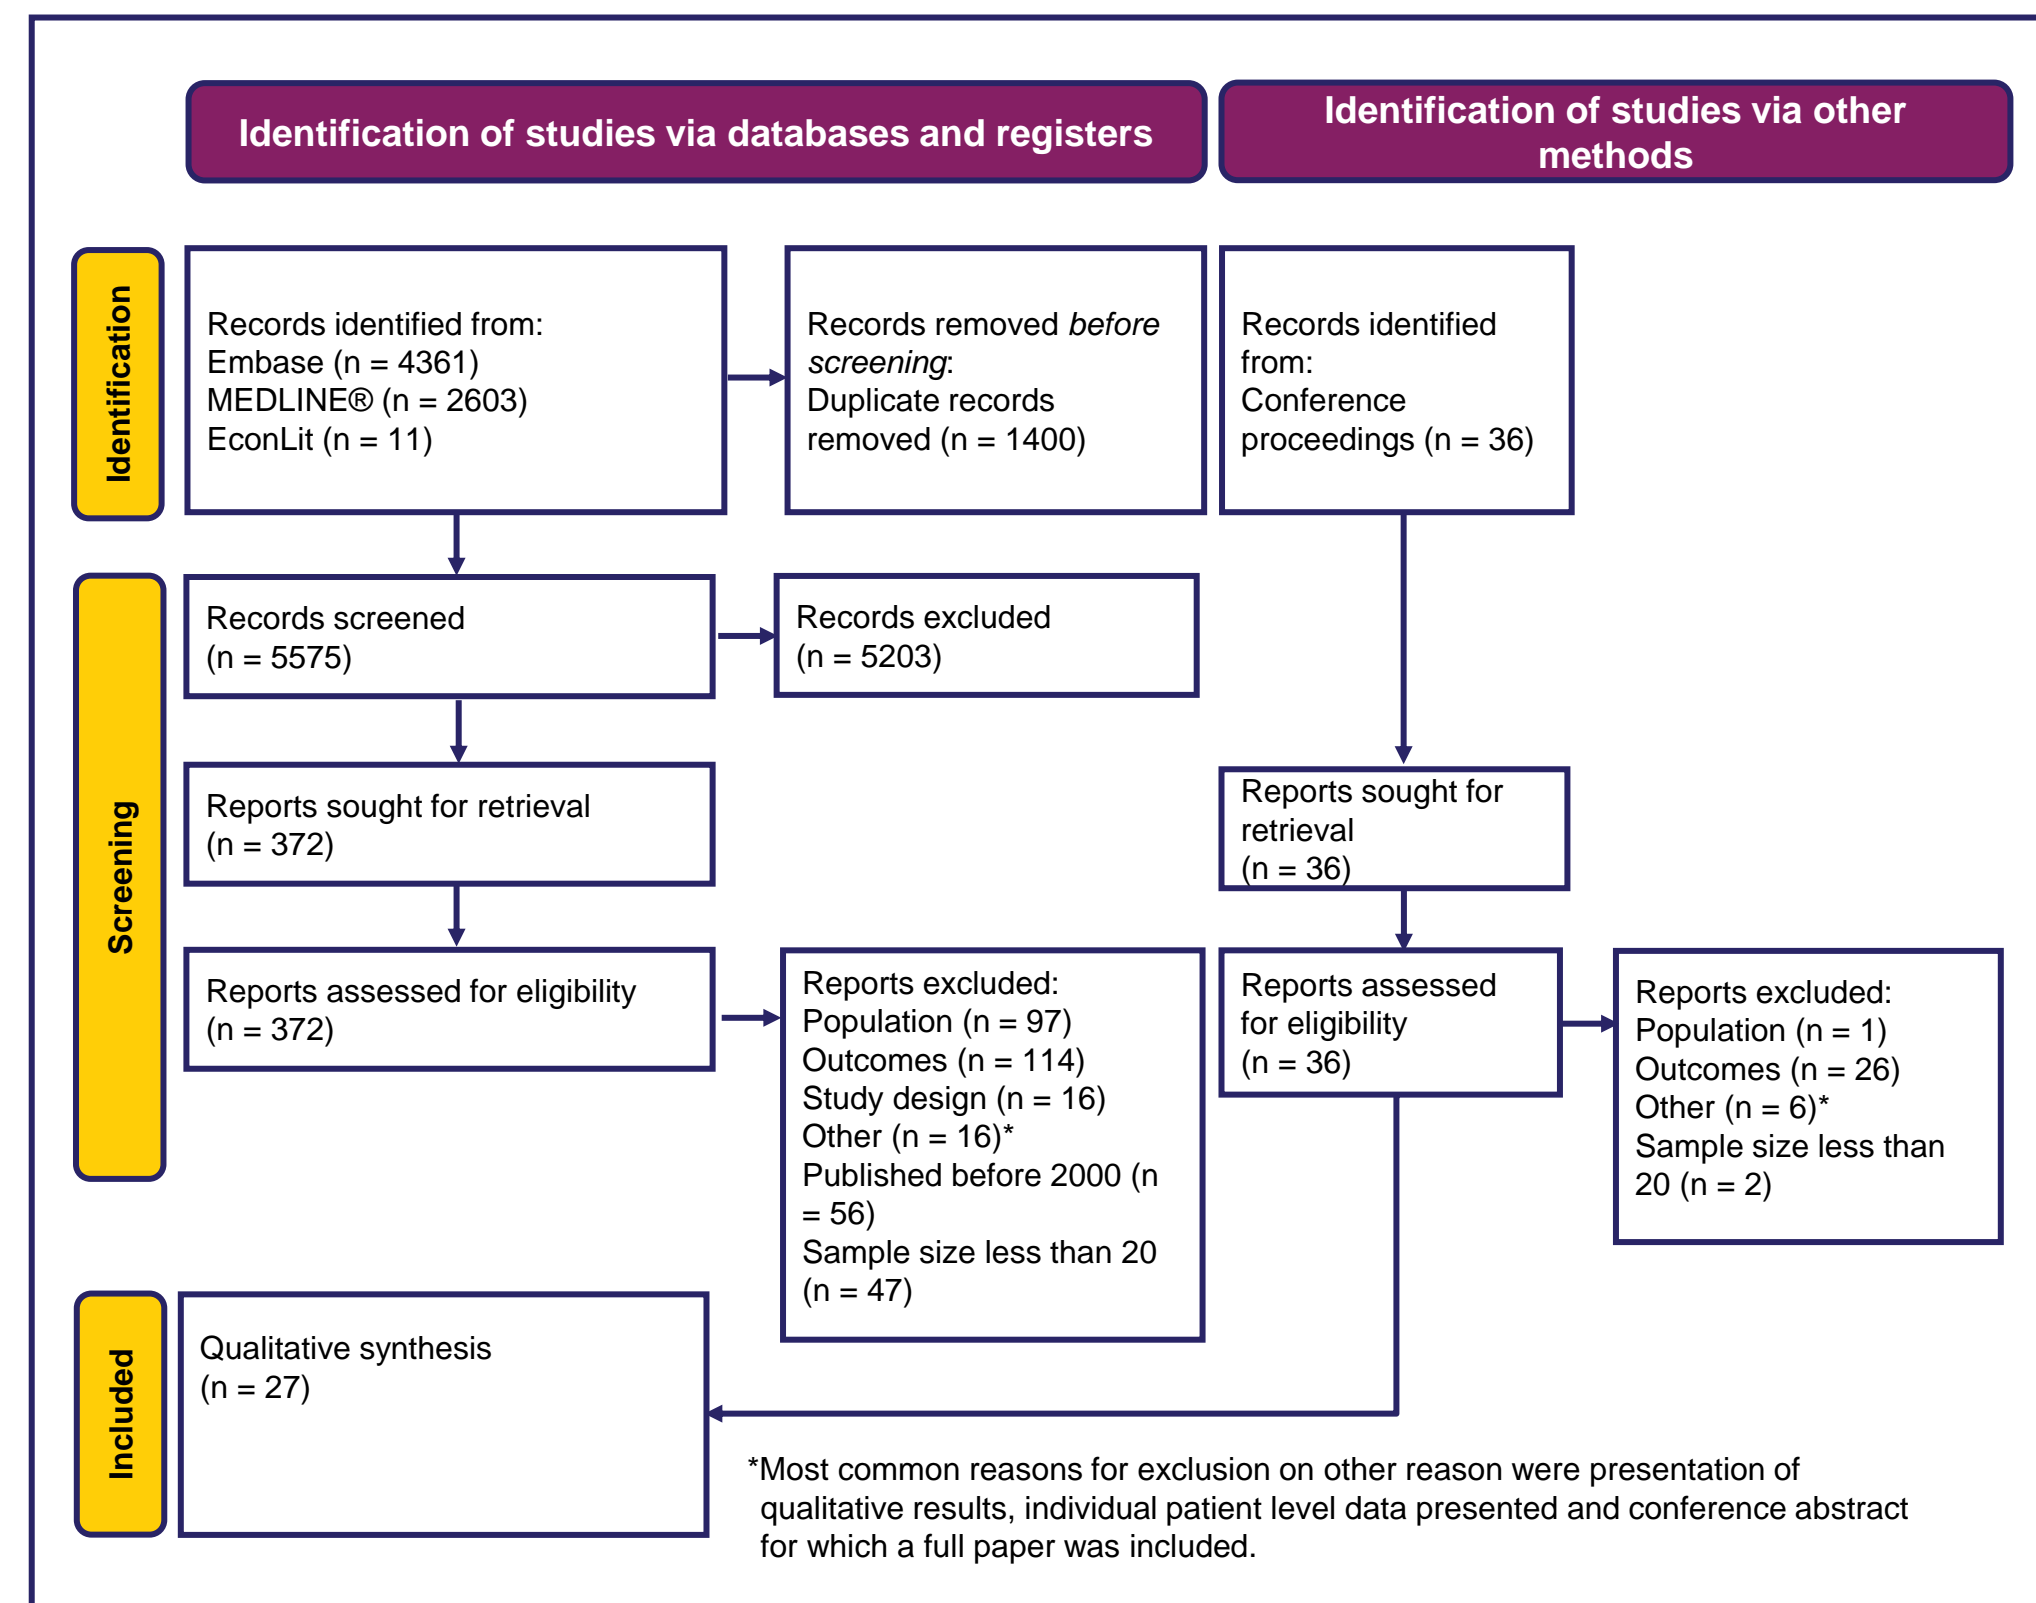 Identification of studies via databases and registers
Identification of studies via other
methods
Identification
Records identified from:
Embase (n = 4361)
MEDLINE® (n = 2603)
EconLit (n = 11)
Records removed before
screening:
Duplicate records
removed (n = 1400)
Records identified
from:
Conference
proceedings (n = 36)
Screening
Records screened
(n = 5575)
Records excluded
(n = 5203)
Reports sought for retrieval
(n = 372)
Reports sought for
retrieval
(n = 36)
Reports assessed for eligibility
(n = 372)
Reports excluded:
Population (n = 97)
Outcomes (n = 114)
Study design (n = 16)
Other (n = 16)*
Published before 2000 (n
= 56)
Sample size less than 20
(n = 47)
Reports assessed
for eligibility
(n = 36)
Reports excluded:
Population (n = 1)
Outcomes (n = 26)
Other (n = 6)*
Sample size less than
20 (n = 2)
Included
Qualitative synthesis
(n = 27)
*Most common reasons for exclusion on other reason were presentation of
qualitative results, individual patient level data presented and conference abstract
for which a full paper was included.